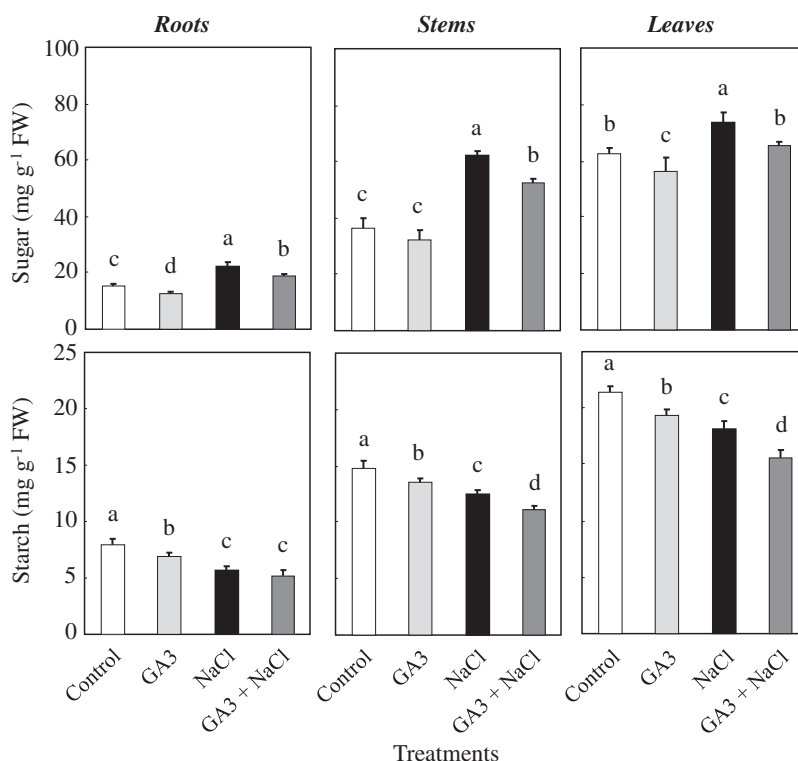 Roots Stems Leaves
Sugar (mg g⁻¹ FW)
100
80
60
40
20
0
c d a b
c c a b
b c a b
Starch (mg g⁻¹ FW)
25
20
15
10
5
0
a b c c
a b c d
a b c d
Control GA3 NaCl GA3 + NaCl
Control GA3 NaCl GA3 + NaCl
Control GA3 NaCl GA3 + NaCl
Treatments